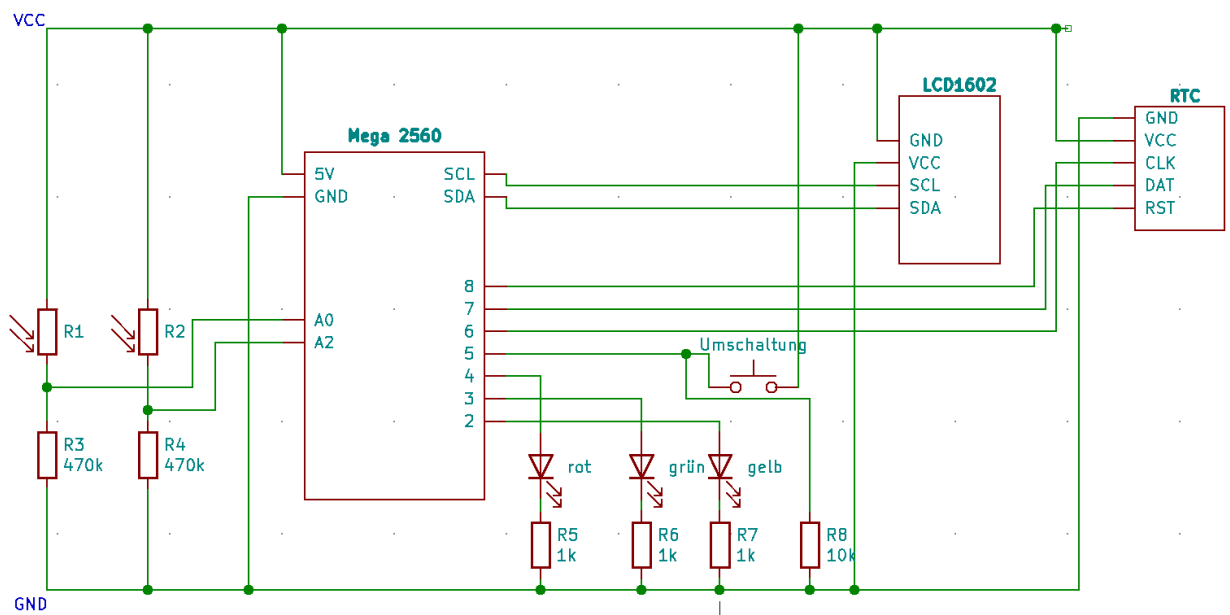 VCC
LCD1602
RTC
Mega 2560
GND
VCC
CLK
DAT
RST
GND
VCC
SCL
SDA
5V
GND
SCL
SDA
8
7
6
5
4
3
2
A0
A2
R1
R2
Umschaltung
R3
470k
R4
470k
rot
grün
gelb
R5
1k
R6
1k
R7
1k
R8
10k
GND